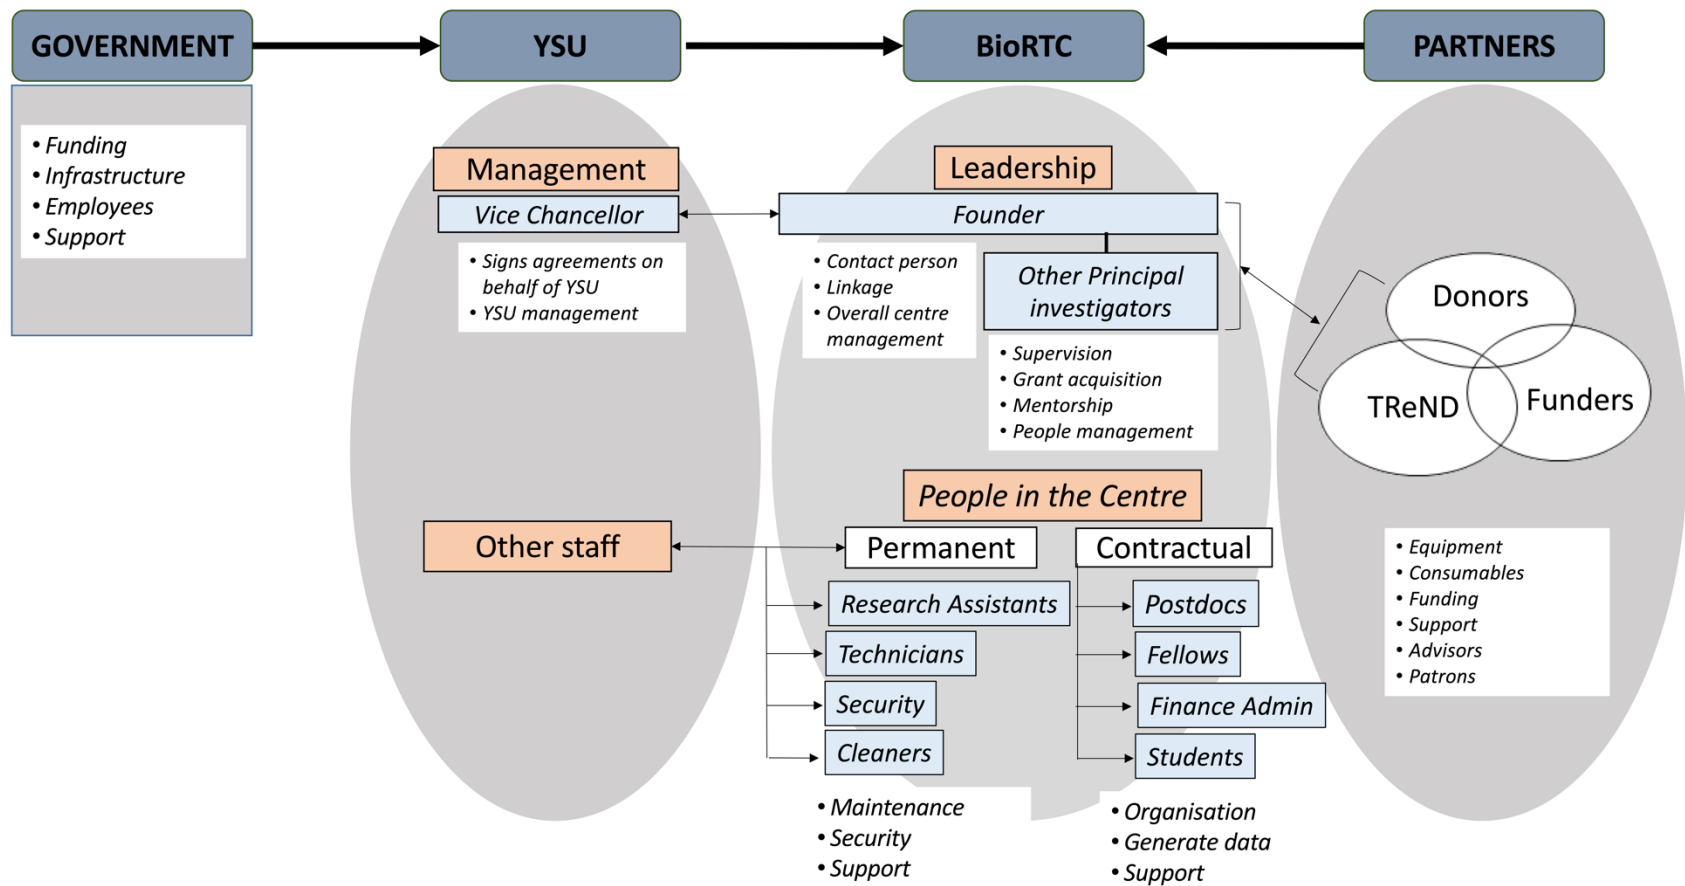 GOVERNMENT
YSU
BioRTC
PARTNERS
• Funding
• Infrastructure
• Employees
• Support
Management
Vice Chancellor
• Signs agreements on
behalf of YSU
• YSU management
Other staff
Leadership
Founder
• Contact person
• Linkage
• Overall centre
management
Other Principal
investigators
• Supervision
• Grant acquisition
• Mentorship
• People management
People in the Centre
Permanent
Research Assistants
Technicians
Security
Cleaners
• Maintenance
• Security
• Support
Contractual
Postdocs
Fellows
Finance Admin
Students
• Organisation
• Generate data
• Support
Donors
TReND
Funders
• Equipment
• Consumables
• Funding
• Support
• Advisors
• Patrons